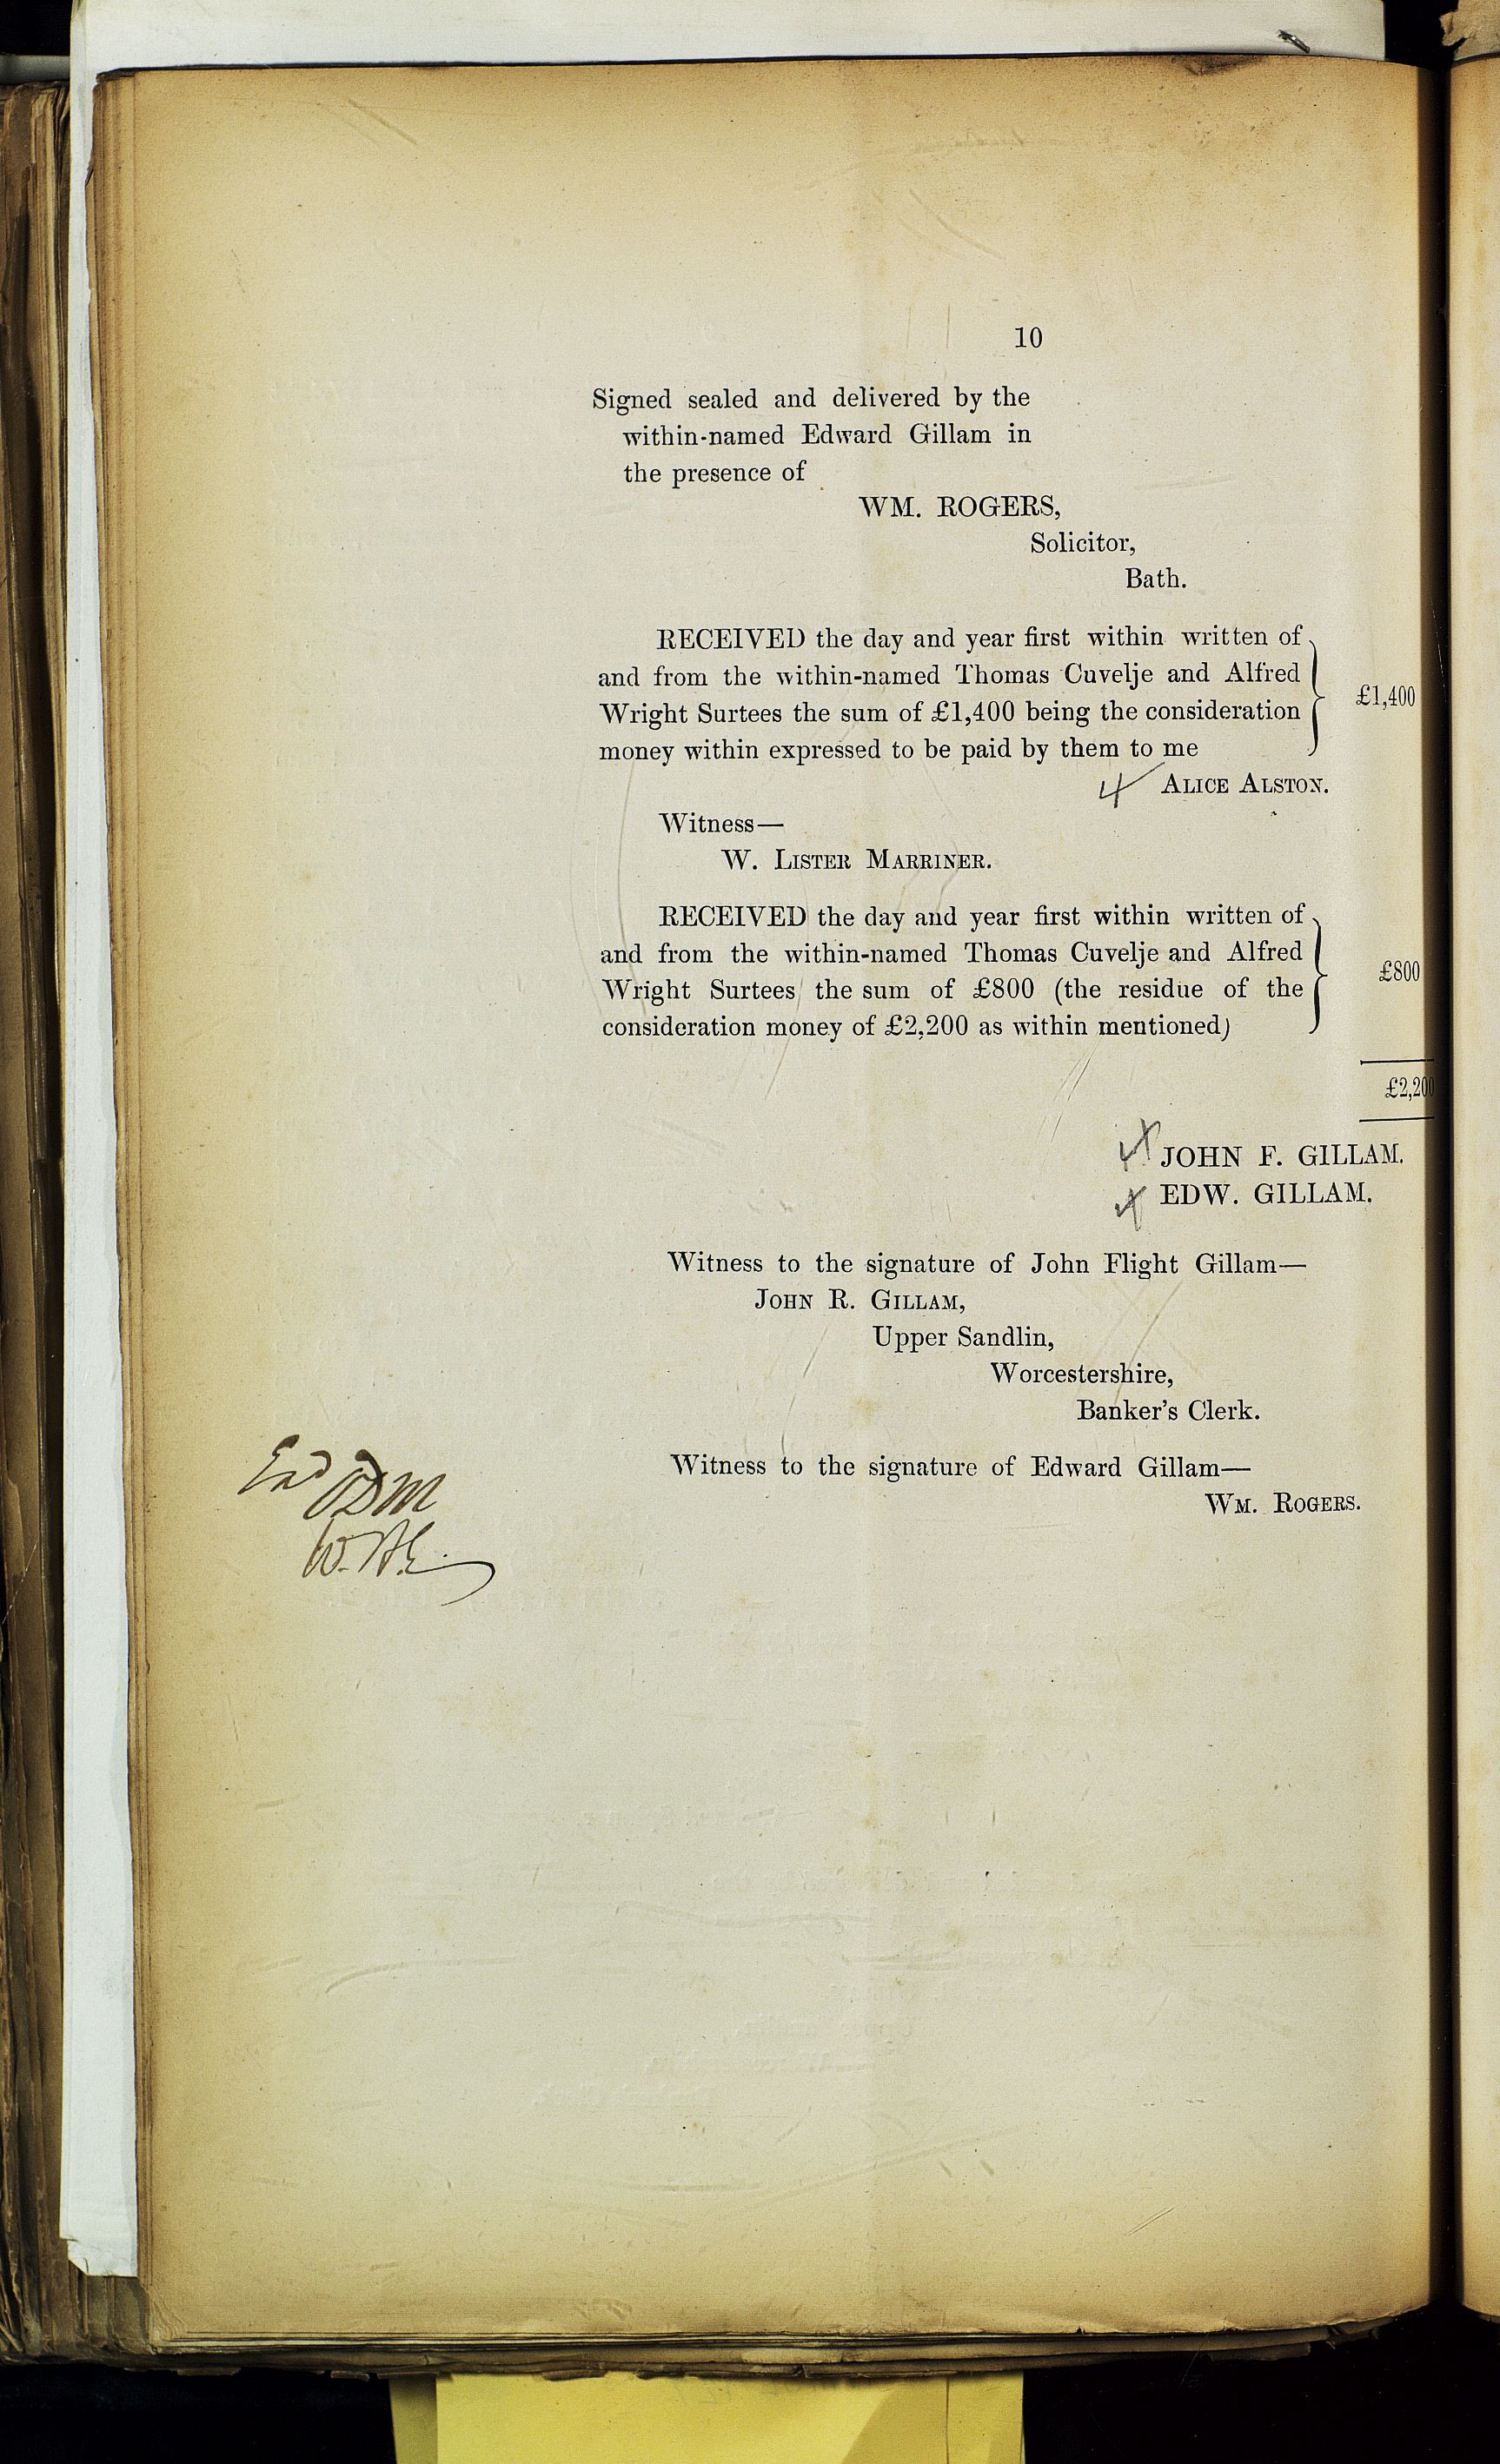 10
Signed sealed and delivered by the
within-named Edward Gillam in
the presence of
WM. ROGERS,
Solicitor,
Bath.
RECEIVED the day and year first within written of
and from the within-named Thomas Cuvelje and Alfred
Wright Surtees the sum of £1,400 being the consideration
money within expressed to be paid by them to me
£1,400
ALICE ALSTON.
Witness—
W. LISTER MARRINER.
RECEIVED the day and year first within written of
and from the within-named Thomas Cuvelje and Alfred
Wright Surtees the sum of £800 (the residue of the
consideration money of £2,200 as within mentioned)
£800
£2,200
JOHN F. GILLAM.
EDW. GILLAM.
Witness to the signature of John Flight Gillam—
JOHN R. GILLAM,
Upper Sandlin,
Worcestershire,
Banker's Clerk.
Witness to the signature of Edward Gillam—
WM. ROGERS.